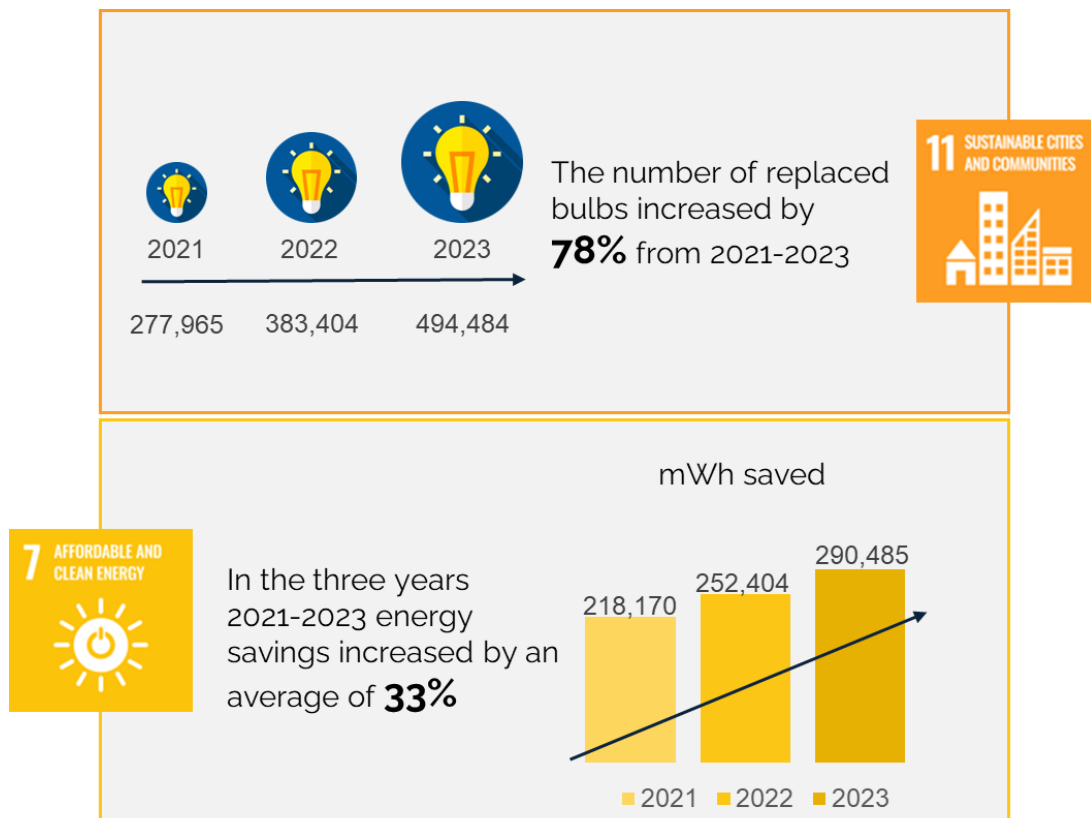 2021 2022 2023
277,965 383,404 494,484
The number of replaced
bulbs increased by
78% from 2021-2023
11 SUSTAINABLE CITIES
AND COMMUNITIES
7 AFFORDABLE AND
CLEAN ENERGY
In the three years
2021-2023 energy
savings increased by an
average of 33%
mWh saved
218,170 252,404 290,485
2021 2022 2023